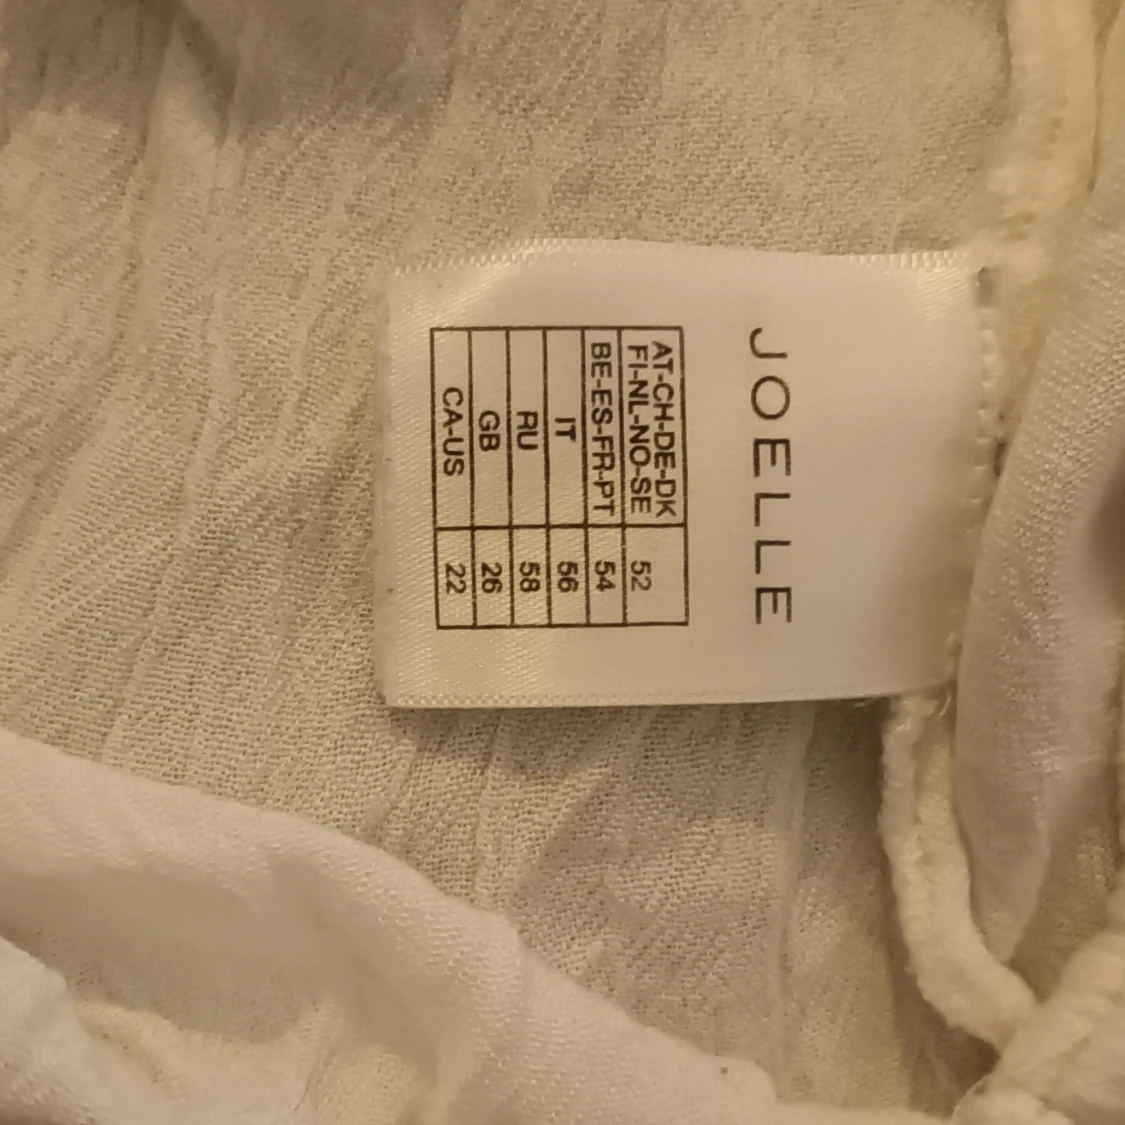 JOELLE
AT-CH-DE-DK
FI-NL-NO-SE 52
BE-ES-FR-PT 54
IT 56
RU 58
GB 26
CA-US 22